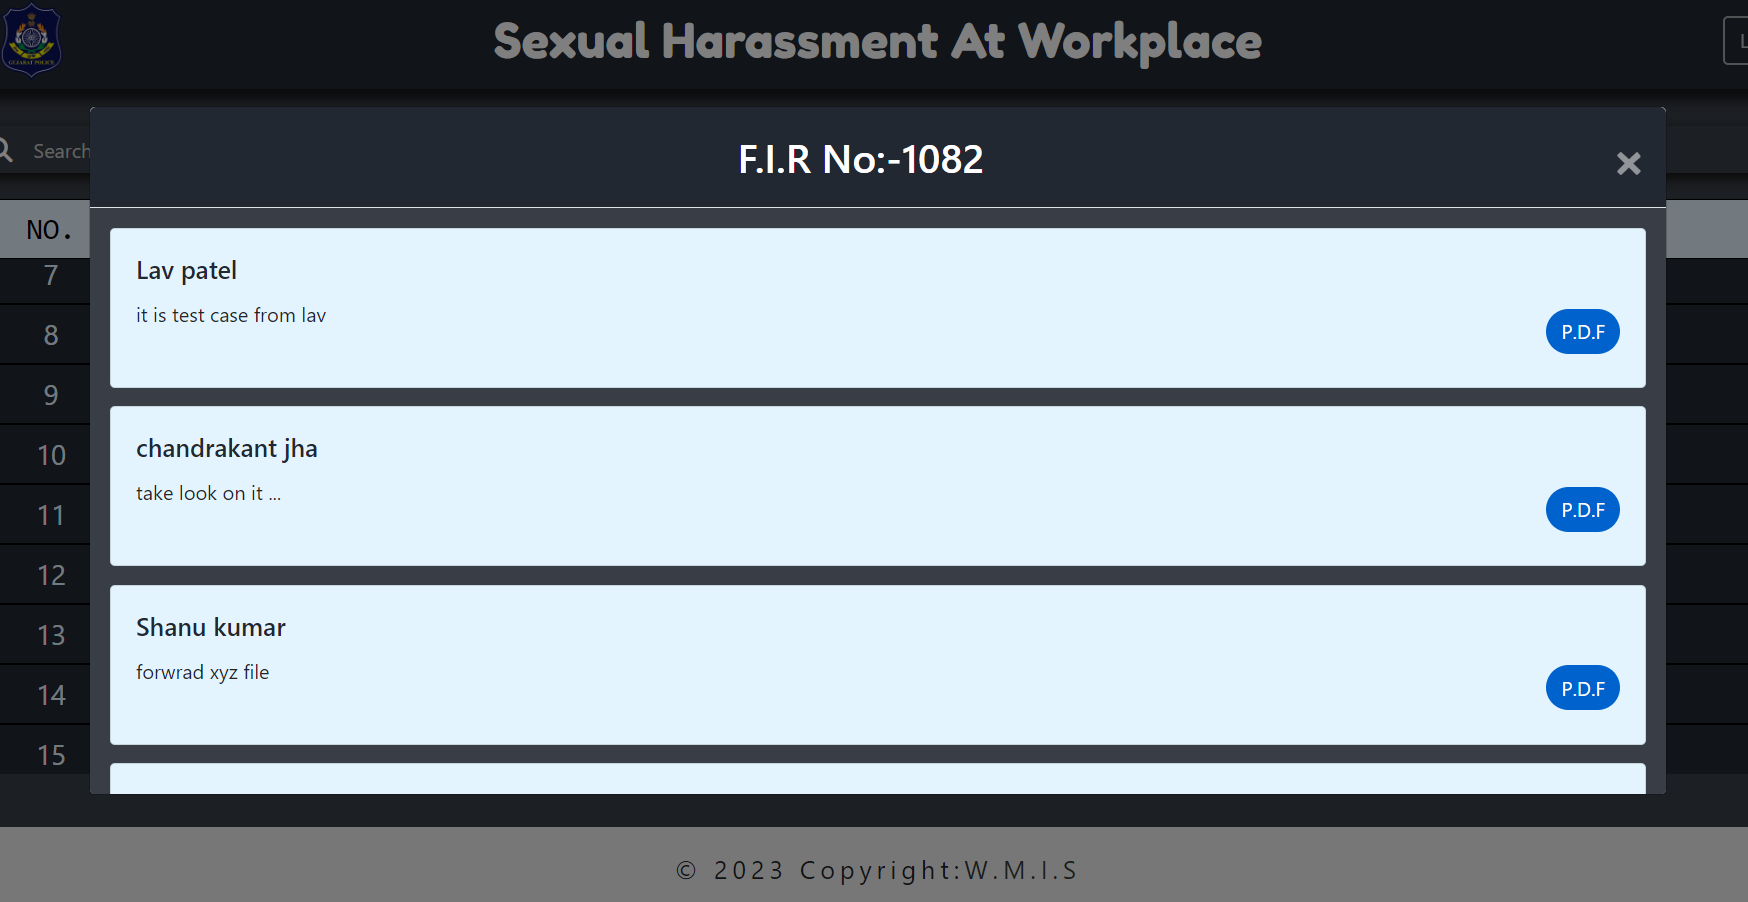 GUJARAT POLICE
Sexual Harassment At Workplace
L
Search
F.I.R No:-1082
NO.
7
8
9
10
11
12
13
14
15
Lav patel
it is test case from lav
P.D.F
chandrakant jha
take look on it ...
P.D.F
Shanu kumar
forwrad xyz file
P.D.F
© 2023 Copyright:W.M.I.S